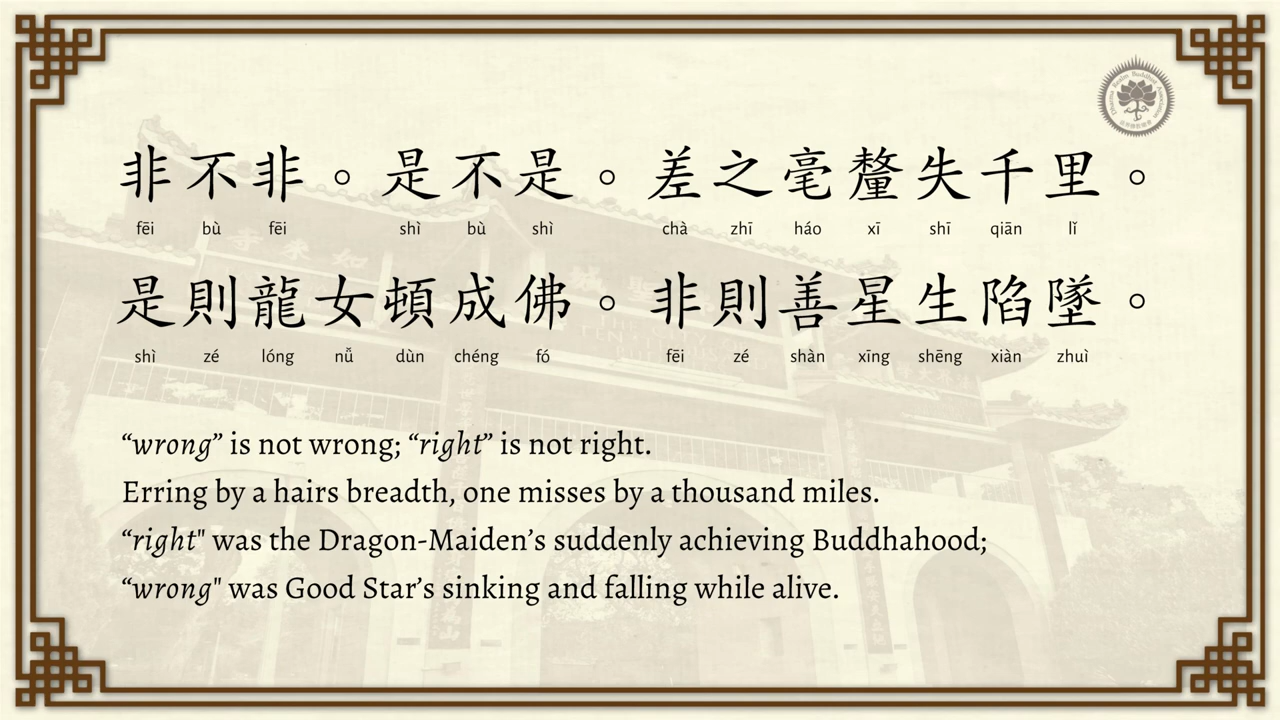 非不非。是不是。差之毫釐失千里。
fēi bù fēi shì bù shì chà zhī háo xī shī qiān lǐ
是則龍女頓成佛。非則善星生陷墜。
shì zé lóng nǚ dùn chéng fó fēi zé shàn xīng shēng xiàn zhuì
“wrong” is not wrong; “right” is not right.
Erring by a hairs breadth, one misses by a thousand miles.
“right" was the Dragon-Maiden’s suddenly achieving Buddhahood;
“wrong" was Good Star’s sinking and falling while alive.
Dharma Realm Buddhist Association